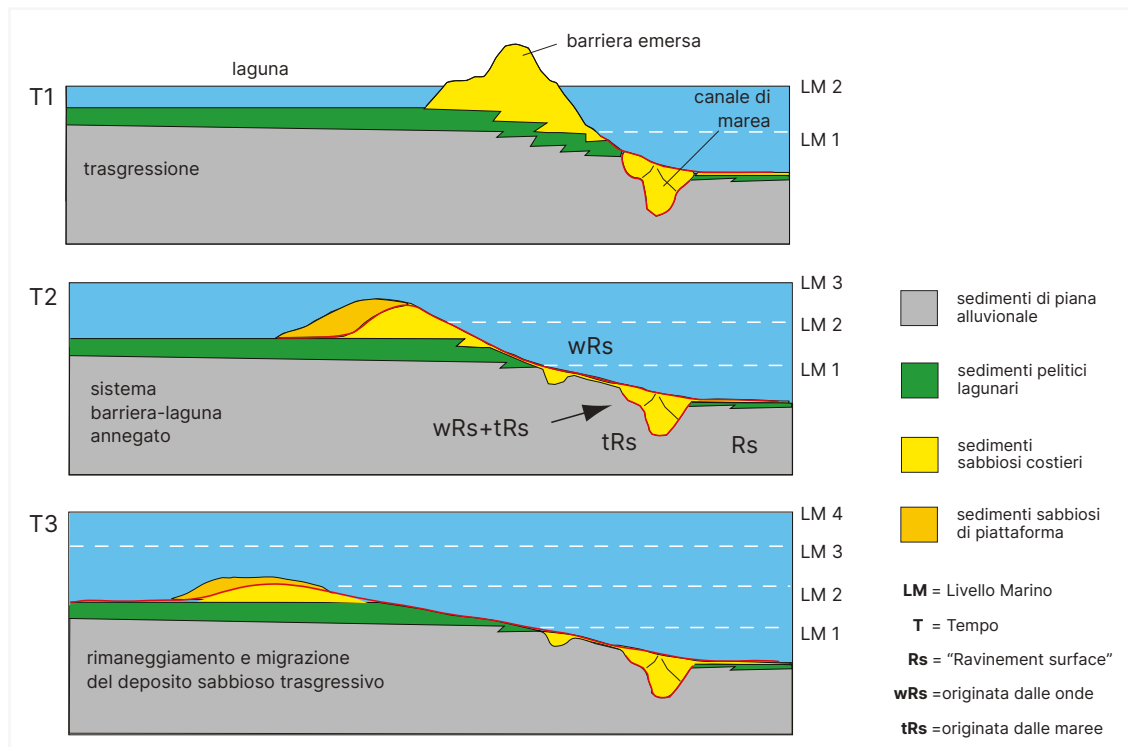 barriera emersa
laguna
T1
LM 2
canale di
marea
LM 1
trasgressione
T2
LM 3
LM 2
wRs
LM 1
sistema
barriera-laguna
annegato
wRs+tRs
tRs
Rs
T3
LM 4
LM 3
LM 2
LM 1
rimaneggiamento e migrazione
del deposito sabbioso trasgressivo
sedimenti di piana
alluvionale
sedimenti pelitici
lagunari
sedimenti
sabbiosi costieri
sedimenti sabbiosi
di piattaforma
LM = Livello Marino
T = Tempo
Rs = “Ravinement surface”
wRs =originata dalle onde
tRs =originata dalle maree